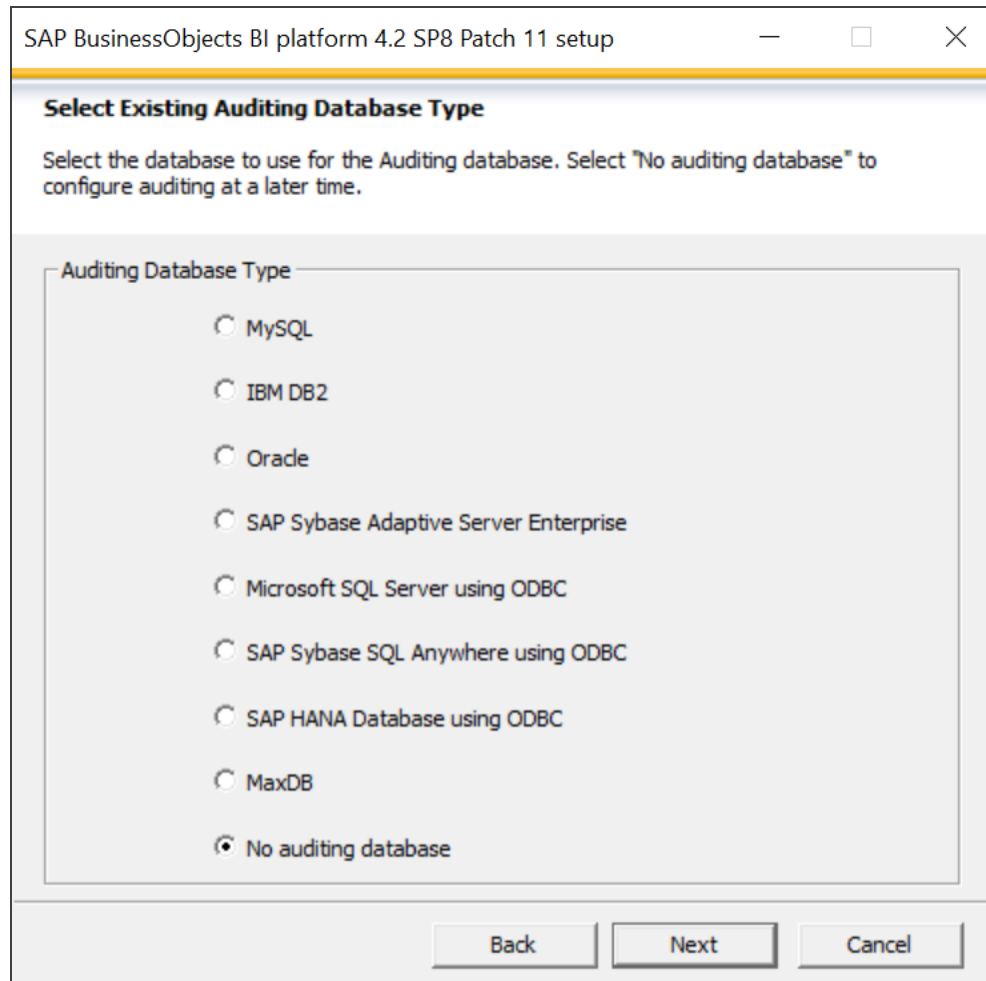 SAP BusinessObjects BI platform 4.2 SP8 Patch 11 setup
Select Existing Auditing Database Type
Select the database to use for the Auditing database. Select "No auditing database" to
configure auditing at a later time.
Auditing Database Type
MySQL
IBM DB2
Oracle
SAP Sybase Adaptive Server Enterprise
Microsoft SQL Server using ODBC
SAP Sybase SQL Anywhere using ODBC
SAP HANA Database using ODBC
MaxDB
No auditing database
Back
Next
Cancel